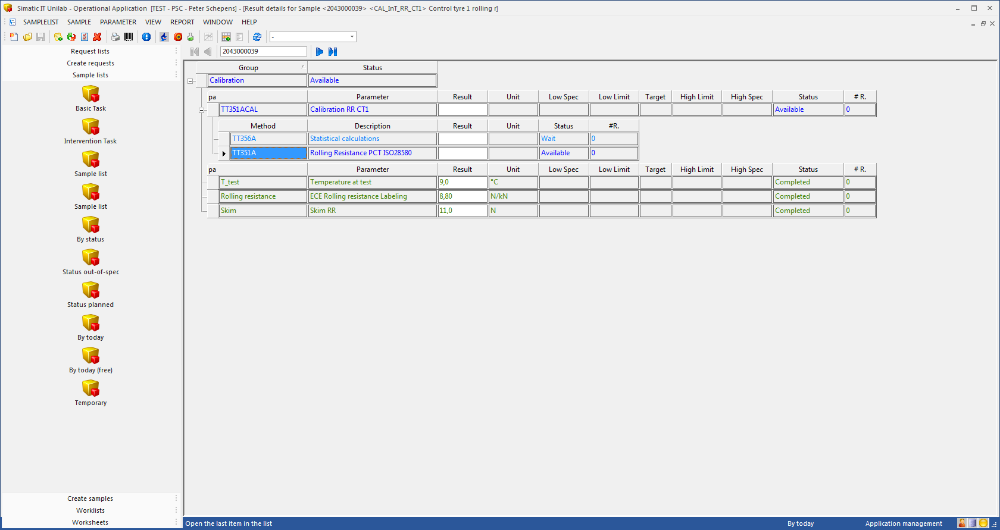 Simatic IT Unilab - Operational Application [TEST - PSC - Peter Schepens] - [Result details for Sample <2043000039> <CAL_InT_RR_CT1> Control tyre 1 rolling r]
SAMPLELIST SAMPLE PARAMETER VIEW REPORT WINDOW HELP
-
Request lists
Create requests
Sample lists
Basic Task
Intervention Task
Sample list
Sample list
By status
Status out-of-spec
Status planned
By today
By today (free)
Temporary
Create samples
Worklists
Worksheets
2043000039
Group Status
Calibration Available
pa Parameter Result Unit Low Spec Low Limit Target High Limit High Spec Status # R.
TT351ACAL Calibration RR CT1 Available 0
Method Description Result Unit Status #R.
TT356A Statistical calculations Wait 0
TT351A Rolling Resistance PCT ISO28580 Available 0
pa Parameter Result Unit Low Spec Low Limit Target High Limit High Spec Status # R.
T_test Temperature at test 9,0 °C Completed 0
Rolling resistance ECE Rolling resistance Labeling 8,80 N/kN Completed 0
Skim Skim RR 11,0 N Completed 0
Open the last item in the list By today Application management